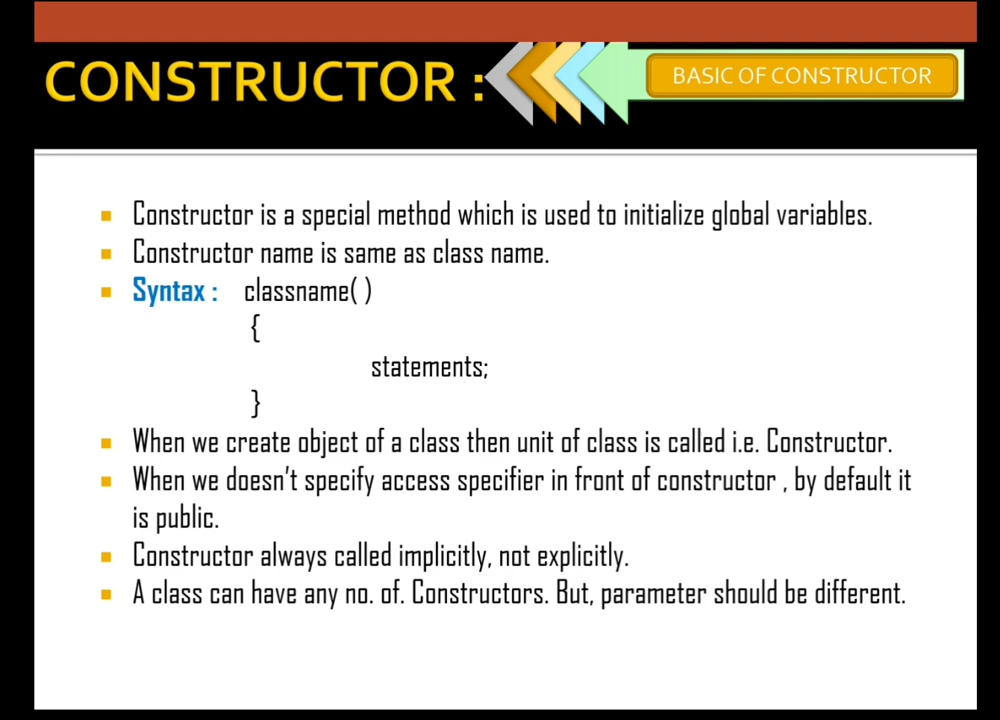 CONSTRUCTOR :
BASIC OF CONSTRUCTOR
Constructor is a special method which is used to initialize global variables.
Constructor name is same as class name.
Syntax : classname( )
{
statements;
}
When we create object of a class then unit of class is called i.e. Constructor.
When we doesn't specify access specifier in front of constructor , by default it
is public.
Constructor always called implicitly, not explicitly.
A class can have any no. of. Constructors. But, parameter should be different.